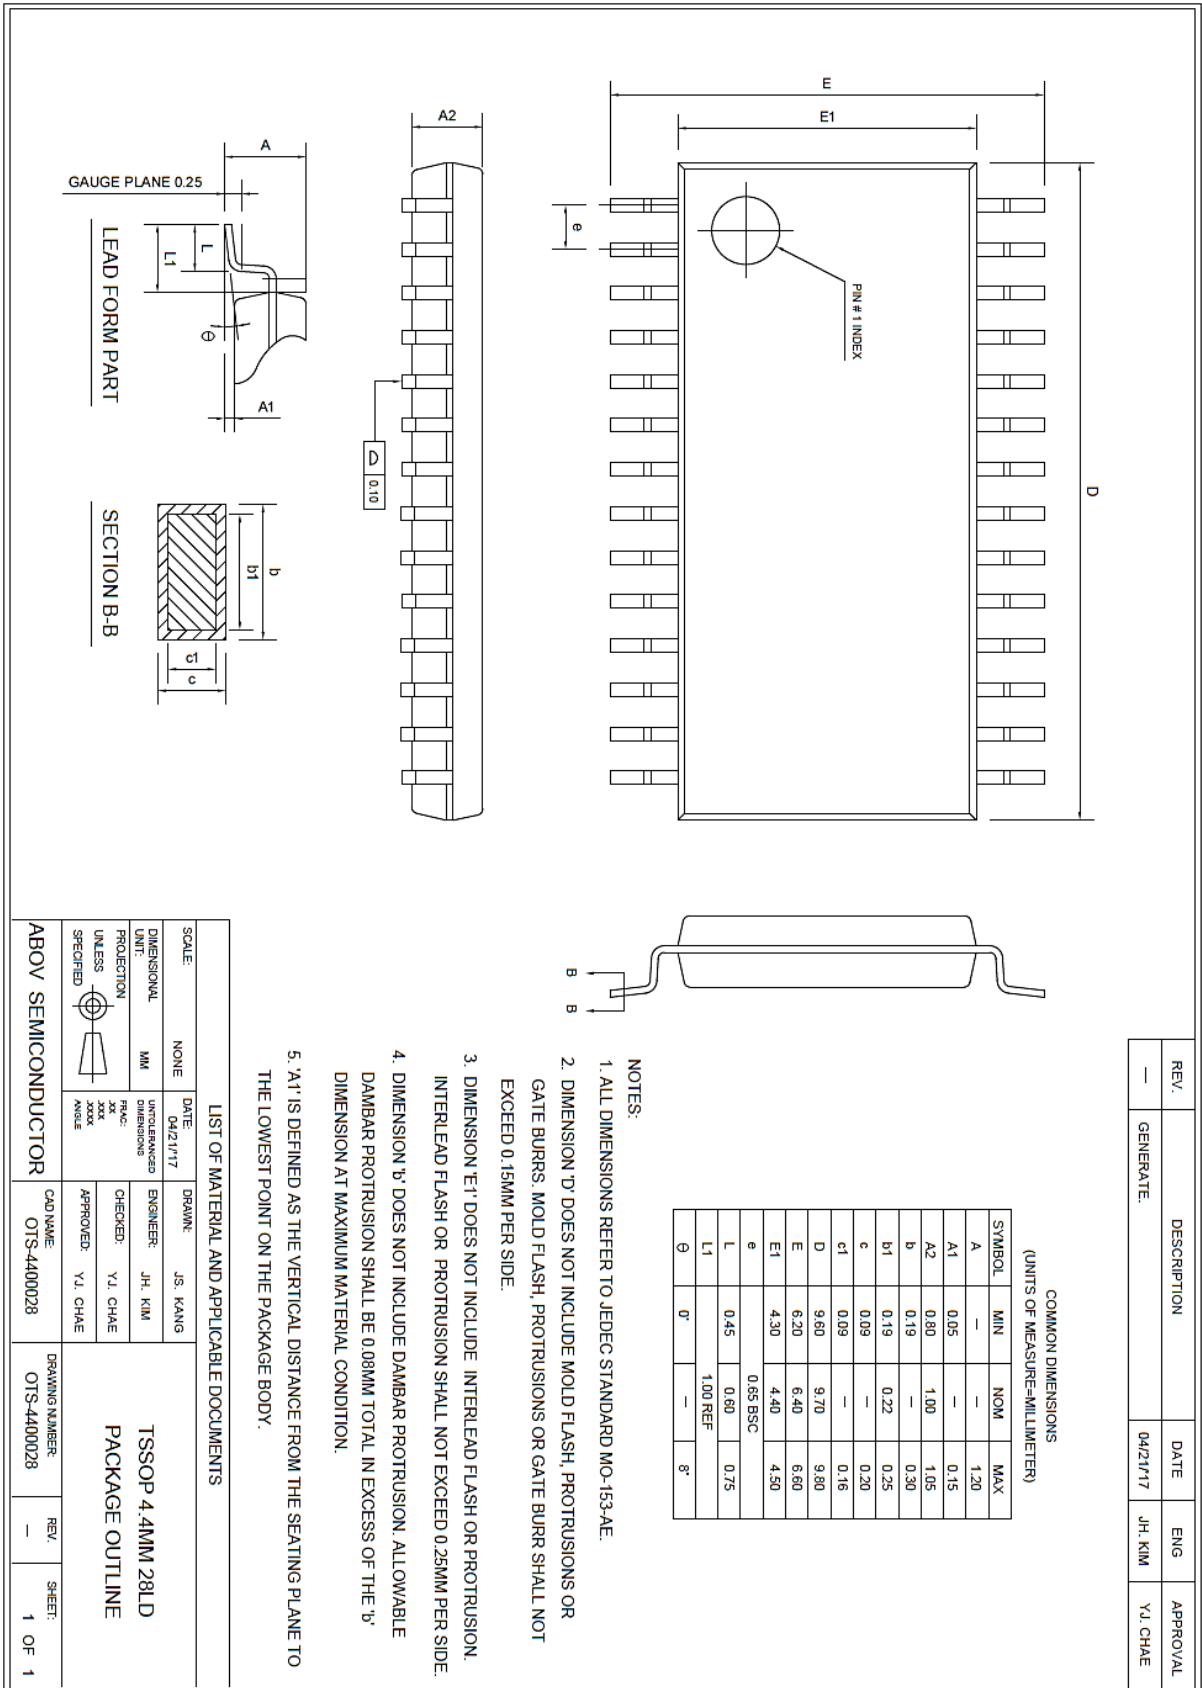 REV. DESCRIPTION DATE ENG APPROVAL
— GENERATE. 04/21/'17 JH. KIM YJ. CHAE
D
E
E1
e
PIN # 1 INDEX
A2
0.10
A
GAUGE PLANE 0.25
L
L1
θ
A1
LEAD FORM PART
b
b1
c1
c
SECTION B-B
B B
COMMON DIMENSIONS
(UNITS OF MEASURE=MILLIMETER)
SYMBOL MIN NOM MAX
A — — 1.20
A1 0.05 — 0.15
A2 0.80 1.00 1.05
b 0.19 — 0.30
b1 0.19 0.22 0.25
c 0.09 — 0.20
c1 0.09 — 0.16
D 9.60 9.70 9.80
E 6.20 6.40 6.60
E1 4.30 4.40 4.50
e 0.65 BSC
L 0.45 0.60 0.75
L1 1.00 REF
θ 0° — 8°
NOTES:
1. ALL DIMENSIONS REFER TO JEDEC STANDARD MO-153-AE.
2. DIMENSION 'D' DOES NOT INCLUDE MOLD FLASH, PROTRUSIONS OR
GATE BURRS. MOLD FLASH, PROTRUSIONS OR GATE BURR SHALL NOT
EXCEED 0.15MM PER SIDE.
3. DIMENSION 'E1' DOES NOT INCLUDE INTERLEAD FLASH OR PROTRUSION.
INTERLEAD FLASH OR PROTRUSION SHALL NOT EXCEED 0.25MM PER SIDE.
4. DIMENSION 'b' DOES NOT INCLUDE DAMBAR PROTRUSION. ALLOWABLE
DAMBAR PROTRUSION SHALL BE 0.08MM TOTAL IN EXCESS OF THE 'b'
DIMENSION AT MAXIMUM MATERIAL CONDITION.
5. 'A1' IS DEFINED AS THE VERTICAL DISTANCE FROM THE SEATING PLANE TO
THE LOWEST POINT ON THE PACKAGE BODY.
LIST OF MATERIAL AND APPLICABLE DOCUMENTS
SCALE: NONE
DATE: 04/21/'17
DRAWN: JS. KANG
DIMENSIONAL
UNIT: MM
UNTOLERANCED
DIMENSIONS
FRAC:
.XX
.XXX
.XXXX
ANGLE
ENGINEER: JH. KIM
PROJECTION
UNLESS
SPECIFIED
CHECKED: YJ. CHAE
APPROVED: YJ. CHAE
TSSOP 4.4MM 28LD
PACKAGE OUTLINE
ABOV SEMICONDUCTOR
CAD NAME:
OTS-4400028
DRAWING NUMBER:
OTS-4400028
REV.
—
SHEET:
1 OF 1